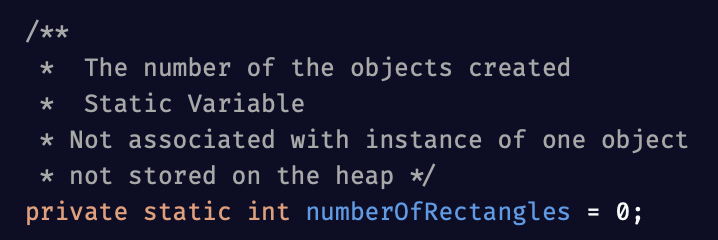 /**
 *  The number of the objects created
 *  Static Variable
 * Not associated with instance of one object
 * not stored on the heap */
private static int numberOfRectangles = 0;